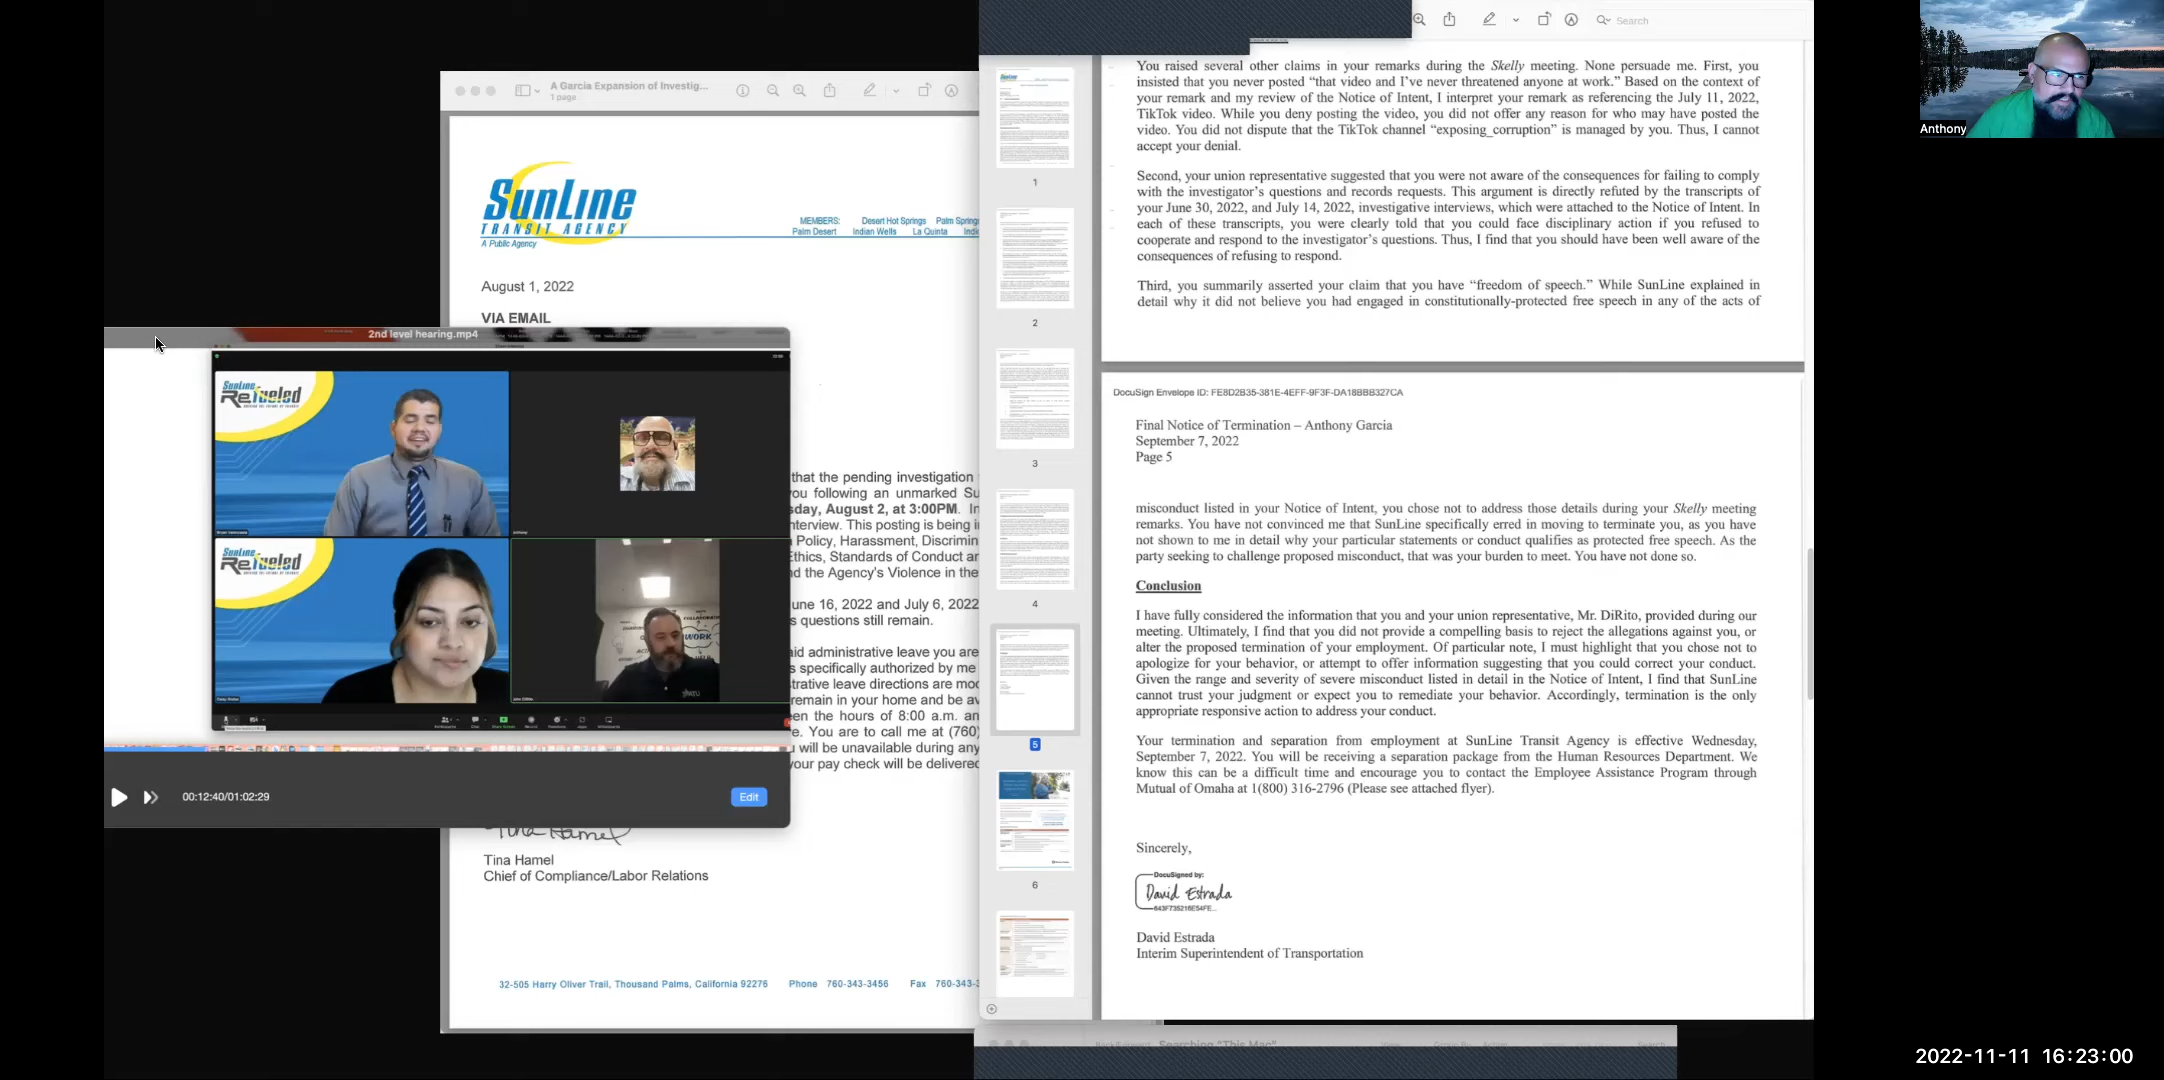 A Garcia Expansion of Investig...
1 page
SunLine
TRANSIT AGENCY
A Public Agency
MEMBERS: Desert Hot Springs Palm Spring
Palm Desert Indian Wells La Quinta Indi
August 1, 2022
VIA EMAIL
2nd level hearing.mp4
SunLine
Refueled
SunLine
Refueled
WORK
that the pending investigation
ou following an unmarked Su
sday, August 2, at 3:00PM. In
nterview. This posting is being i
Policy, Harassment, Discrimin
Ethics, Standards of Conduct an
nd the Agency's Violence in the
une 16, 2022 and July 6, 2022
s questions still remain.
aid administrative leave you are
s specifically authorized by me
strative leave directions are mod
remain in your home and be av
en the hours of 8:00 a.m. an
e. You are to call me at (760)
will be unavailable during any
your pay check will be delivered
00:12:40/01:02:29
Edit
Tina Hamel
Tina Hamel
Chief of Compliance/Labor Relations
32-505 Harry Oliver Trail, Thousand Palms, California 92276 Phone 760-343-3456 Fax 760-343-
Search
1
2
3
4
5
6
You raised several other claims in your remarks during the Skelly meeting. None persuade me. First, you
insisted that you never posted “that video and I’ve never threatened anyone at work.” Based on the context of
your remark and my review of the Notice of Intent, I interpret your remark as referencing the July 11, 2022,
TikTok video. While you deny posting the video, you did not offer any reason for who may have posted the
video. You did not dispute that the TikTok channel “exposing_corruption” is managed by you. Thus, I cannot
accept your denial.
Second, your union representative suggested that you were not aware of the consequences for failing to comply
with the investigator’s questions and records requests. This argument is directly refuted by the transcripts of
your June 30, 2022, and July 14, 2022, investigative interviews, which were attached to the Notice of Intent. In
each of these transcripts, you were clearly told that you could face disciplinary action if you refused to
cooperate and respond to the investigator’s questions. Thus, I find that you should have been well aware of the
consequences of refusing to respond.
Third, you summarily asserted your claim that you have “freedom of speech.” While SunLine explained in
detail why it did not believe you had engaged in constitutionally-protected free speech in any of the acts of
DocuSign Envelope ID: FE8D2B35-381E-4EFF-9F3F-DA18BBB327CA
Final Notice of Termination – Anthony Garcia
September 7, 2022
Page 5
misconduct listed in your Notice of Intent, you chose not to address those details during your Skelly meeting
remarks. You have not convinced me that SunLine specifically erred in moving to terminate you, as you have
not shown to me in detail why your particular statements or conduct qualifies as protected free speech. As the
party seeking to challenge proposed misconduct, that was your burden to meet. You have not done so.
Conclusion
I have fully considered the information that you and your union representative, Mr. DiRito, provided during our
meeting. Ultimately, I find that you did not provide a compelling basis to reject the allegations against you, or
alter the proposed termination of your employment. Of particular note, I must highlight that you chose not to
apologize for your behavior, or attempt to offer information suggesting that you could correct your conduct.
Given the range and severity of severe misconduct listed in detail in the Notice of Intent, I find that SunLine
cannot trust your judgment or expect you to remediate your behavior. Accordingly, termination is the only
appropriate responsive action to address your conduct.
Your termination and separation from employment at SunLine Transit Agency is effective Wednesday,
September 7, 2022. You will be receiving a separation package from the Human Resources Department. We
know this can be a difficult time and encourage you to contact the Employee Assistance Program through
Mutual of Omaha at 1(800) 316-2796 (Please see attached flyer).
Sincerely,
DocuSigned by:
David Estrada
David Estrada
Interim Superintendent of Transportation
Searching "This Mac"
Anthony
2022-11-11 16:23:00